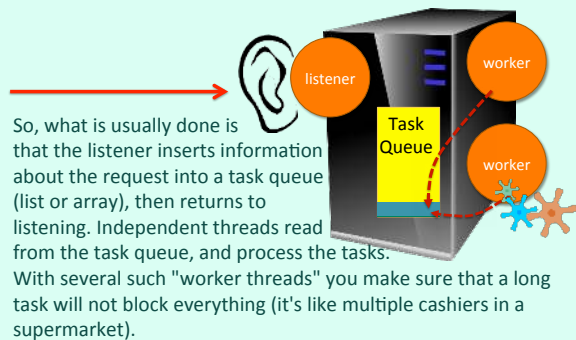 listener
worker
Task
Queue
worker
So, what is usually done is
that the listener inserts information
about the request into a task queue
(list or array), then returns to
listening. Independent threads read
from the task queue, and process the tasks.
With several such "worker threads" you make sure that a long
task will not block everything (it's like multiple cashiers in a
supermarket).